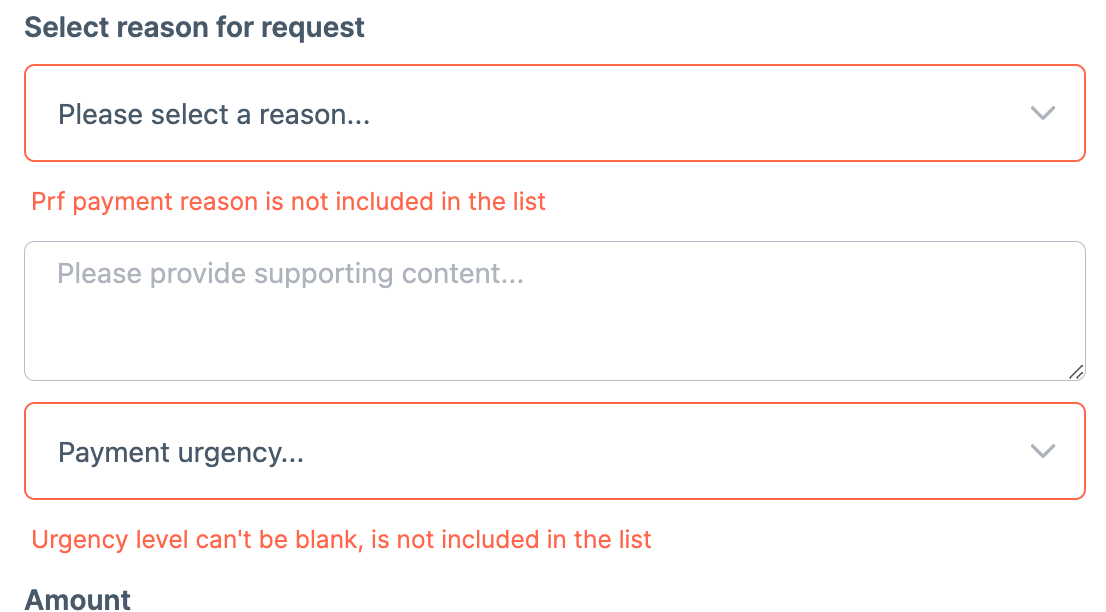 Select reason for request
Please select a reason...
Prf payment reason is not included in the list
Please provide supporting content...
Payment urgency...
Urgency level can't be blank, is not included in the list
Amount